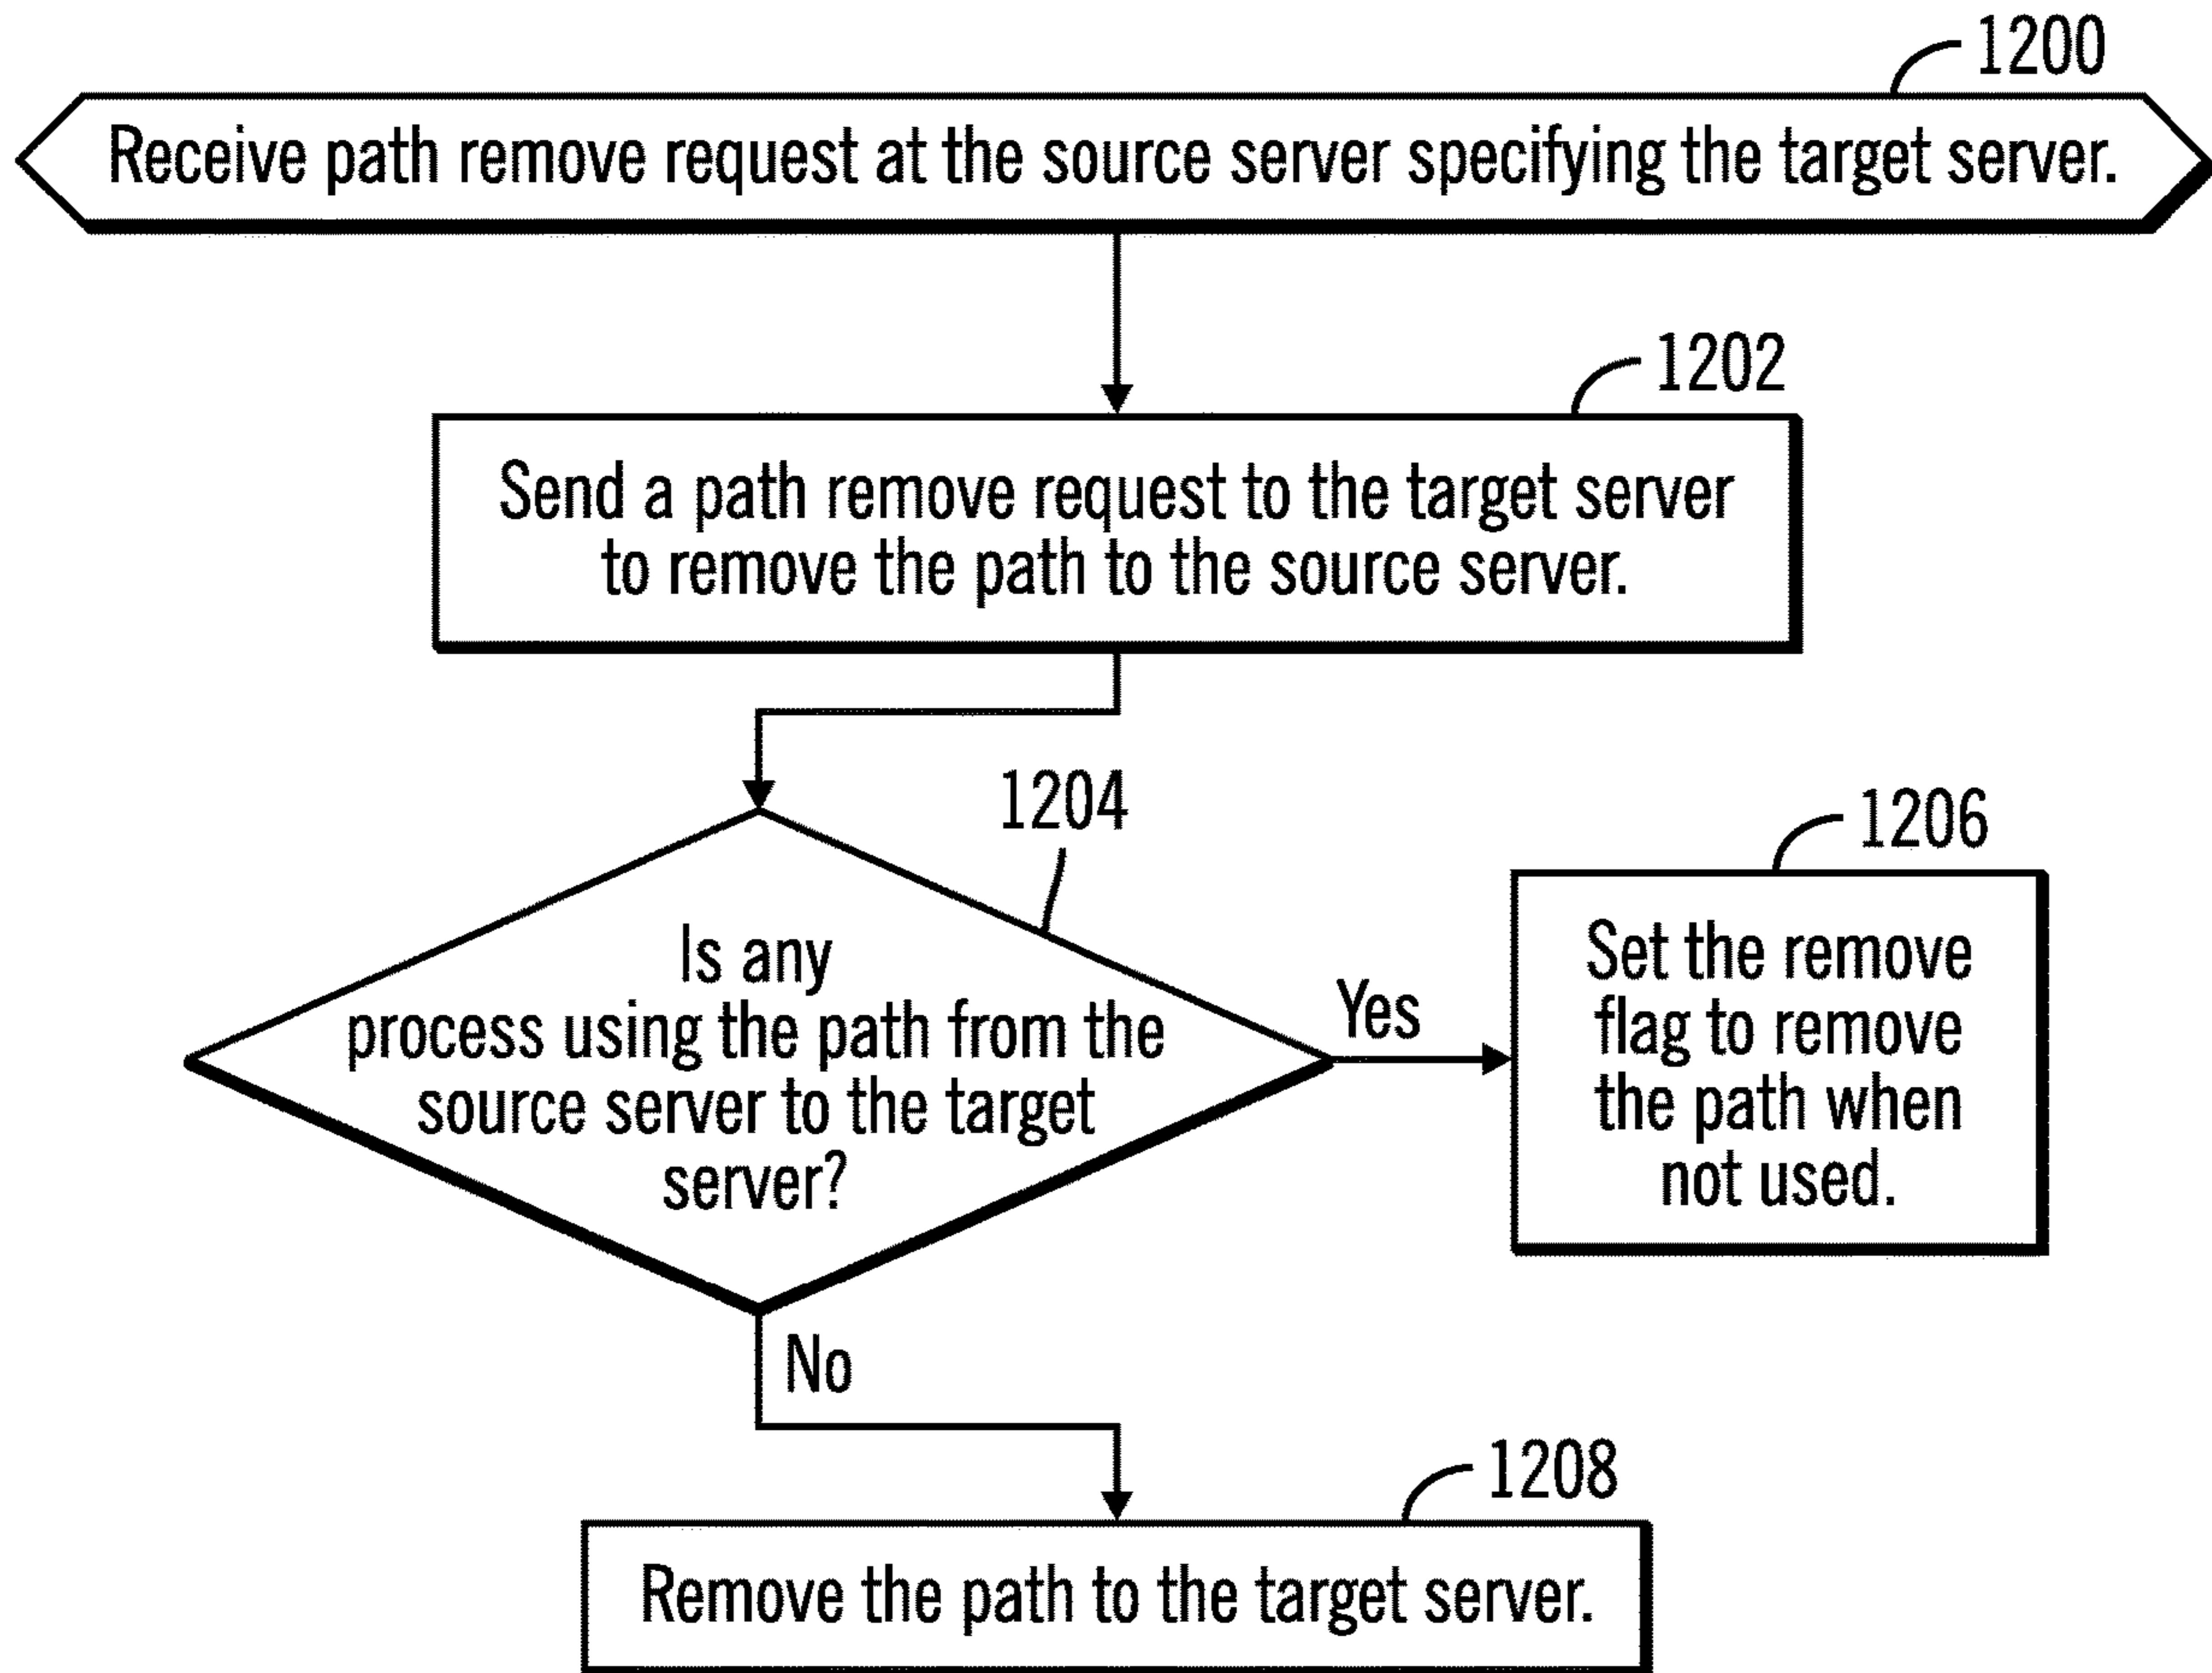 1200
Receive path remove request at the source server specifying the target server.
1202
Send a path remove request to the target server
to remove the path to the source server.
1204
Is any
process using the path from the
source server to the target
server?
Yes
1206
Set the remove
flag to remove
the path when
not used.
No
1208
Remove the path to the target server.